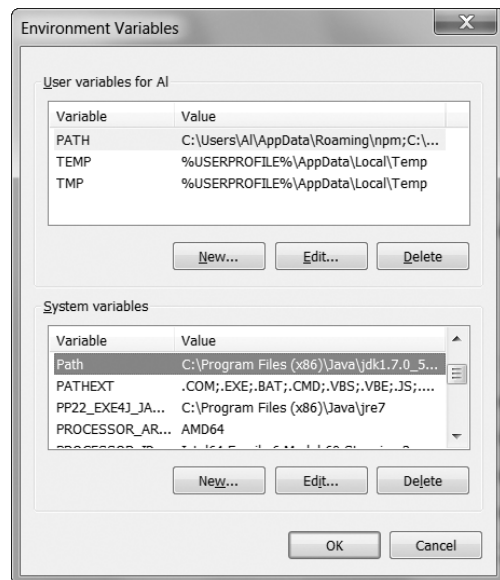 Environment Variables
User variables for Al
Variable Value
PATH C:\Users\Al\AppData\Roaming\npm;C:\...
TEMP %USERPROFILE%\AppData\Local\Temp
TMP %USERPROFILE%\AppData\Local\Temp
New... Edit... Delete
System variables
Variable Value
Path C:\Program Files (x86)\Java\jdk1.7.0_5...
PATHEXT .COM;.EXE;.BAT;.CMD;.VBS;.VBE;.JS;....
PP22_EXE4J_JA... C:\Program Files (x86)\Java\jre7
PROCESSOR_AR... AMD64
New... Edit... Delete
OK Cancel